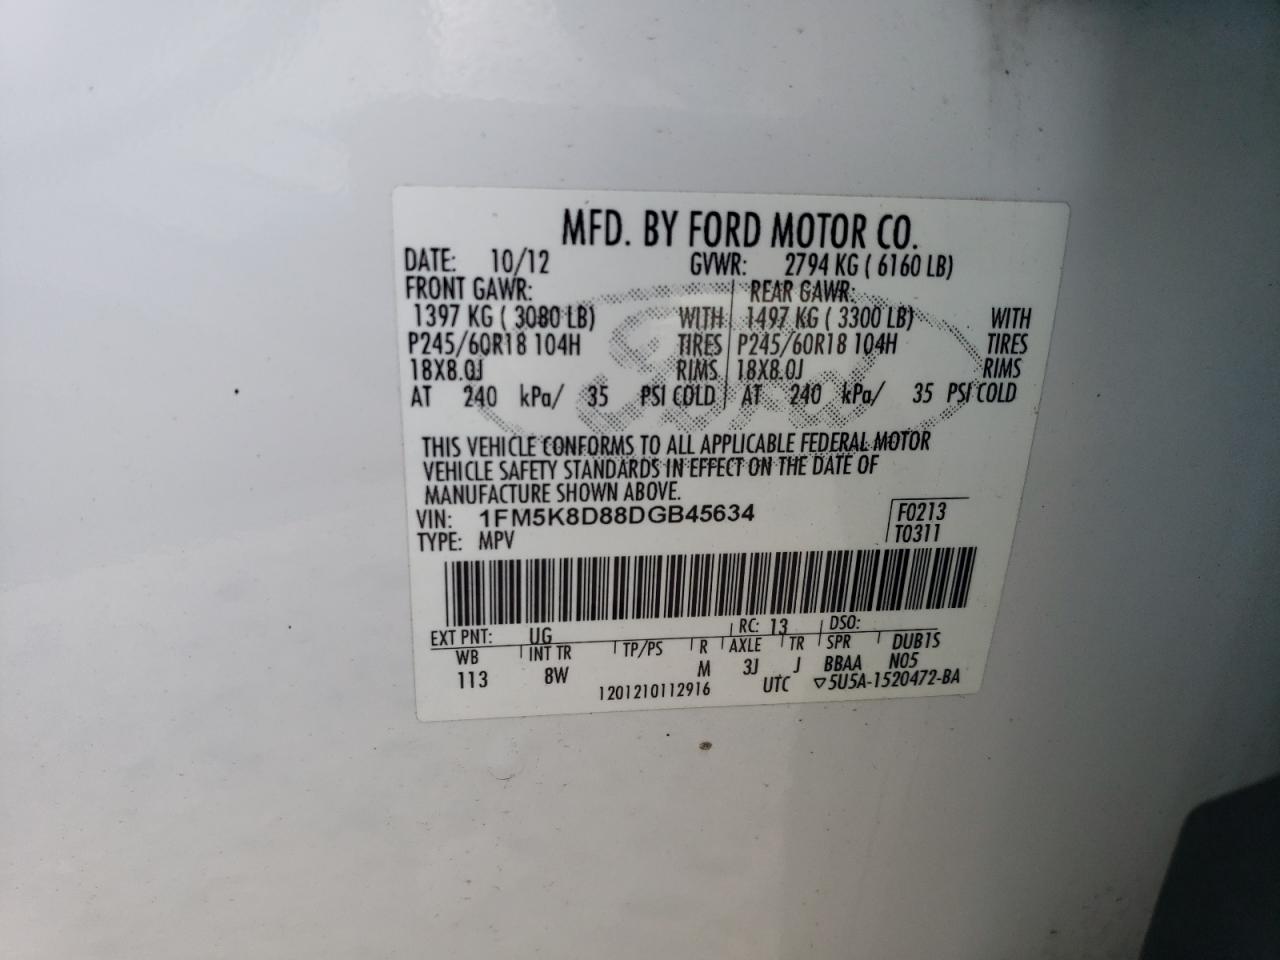 MFD. BY FORD MOTOR CO.
DATE: 10/12 GVWR: 2794 KG ( 6160 LB)
FRONT GAWR: REAR GAWR:
1397 KG ( 3080 LB) WITH 1497 KG ( 3300 LB) WITH
P245/60R18 104H TIRES P245/60R18 104H TIRES
18X8.0J RIMS 18X8.0J RIMS
AT 240 kPa/ 35 PSI COLD AT 240 kPa/ 35 PSI COLD
Ford
THIS VEHICLE CONFORMS TO ALL APPLICABLE FEDERAL MOTOR
VEHICLE SAFETY STANDARDS IN EFFECT ON THE DATE OF
MANUFACTURE SHOWN ABOVE.
VIN: 1FM5K8D88DGB45634 F0213
TYPE: MPV T0311
EXT PNT: UG RC: 13 DSO:
WB INT TR TP/PS R AXLE TR SPR DUB1S
113 8W M 3J J BBAA N05
1201210112916 UTC ▽5U5A-1520472-BA